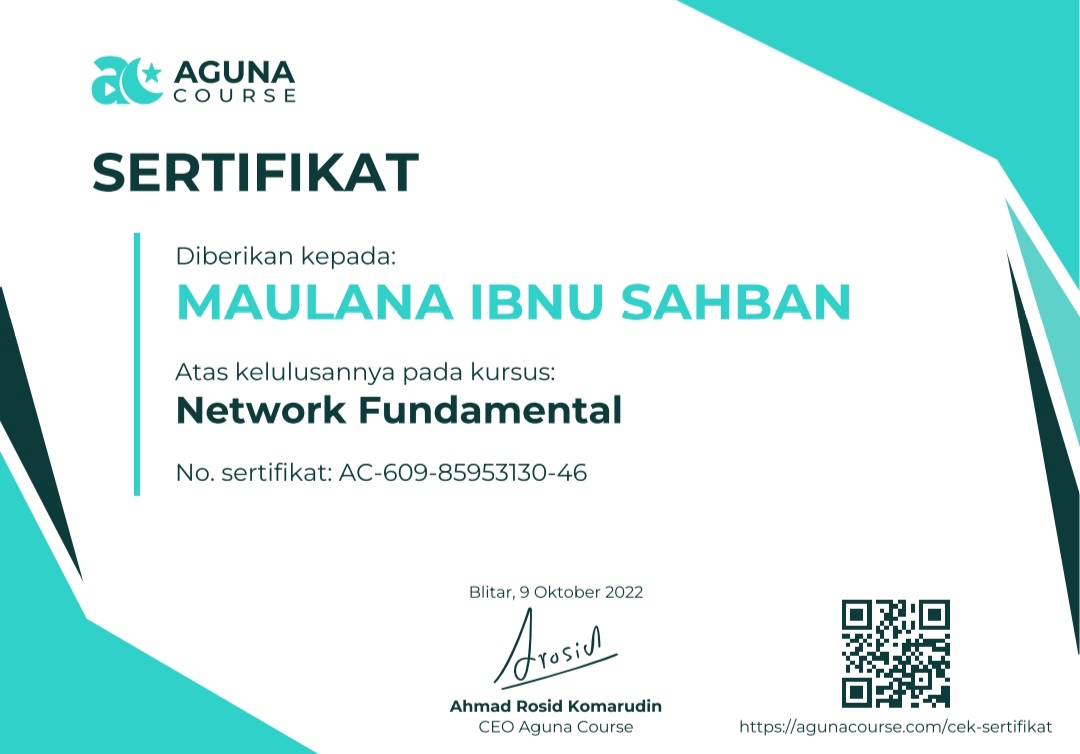 ac AGUNA
COURSE
SERTIFIKAT
Diberikan kepada:
MAULANA IBNU SAHBAN
Atas kelulusannya pada kursus:
Network Fundamental
No. sertifikat: AC-609-85953130-46
Blitar, 9 Oktober 2022
Arosid
Ahmad Rosid Komarudin
CEO Aguna Course
https://agunacourse.com/cek-sertifikat